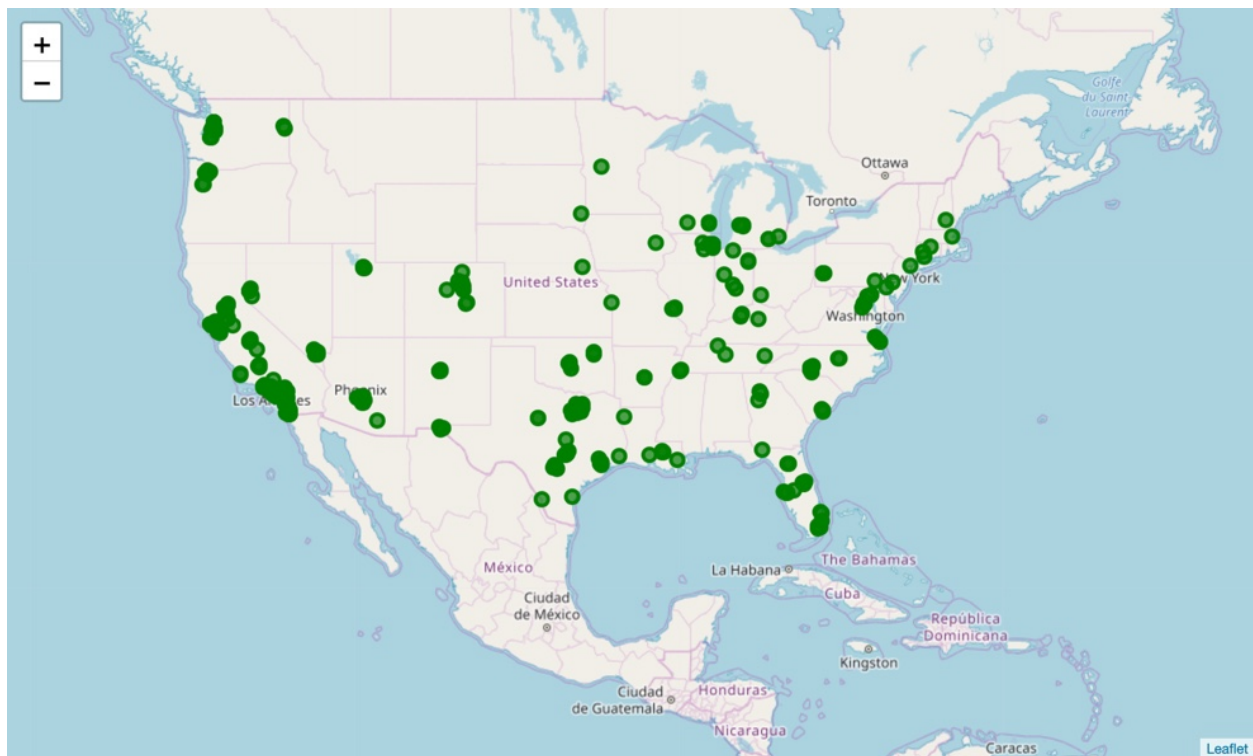 +
−
Golfe
du Saint-
Laurent
Ottawa
Toronto
United States
New York
Washington
Phoenix
Los Angeles
México
Ciudad
de México
La Habana
The Bahamas
Cuba
República
Dominicana
Kingston
Ciudad
de Guatemala
Honduras
Nicaragua
Caracas
Leaflet